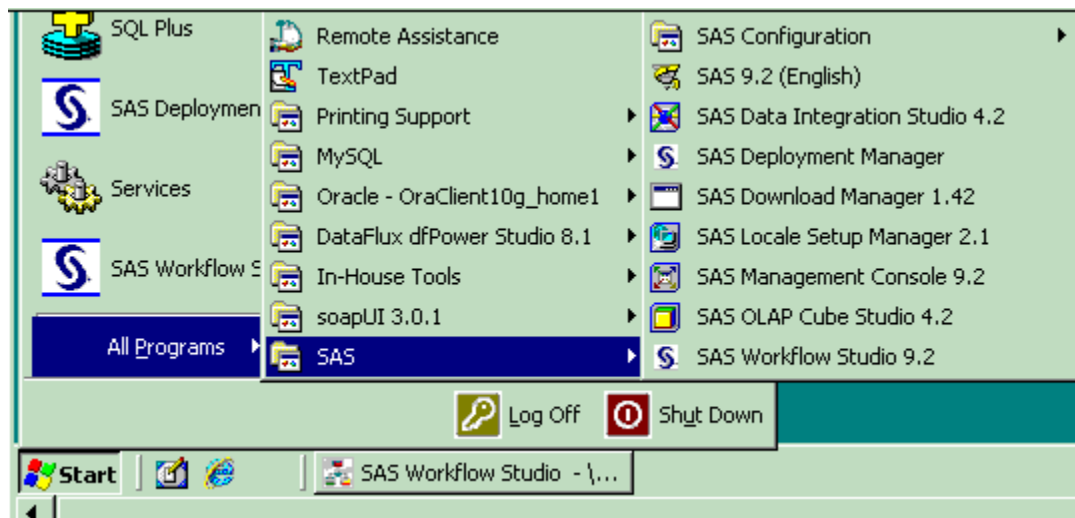 SQL Plus
SAS Deploymen
Services
SAS Workflow S
All Programs
Remote Assistance
TextPad
Printing Support
MySQL
Oracle - OraClient10g_home1
DataFlux dfPower Studio 8.1
In-House Tools
soapUI 3.0.1
SAS
SAS Configuration
SAS 9.2 (English)
SAS Data Integration Studio 4.2
SAS Deployment Manager
SAS Download Manager 1.42
SAS Locale Setup Manager 2.1
SAS Management Console 9.2
SAS OLAP Cube Studio 4.2
SAS Workflow Studio 9.2
Log Off
Shut Down
Start
SAS Workflow Studio - \...